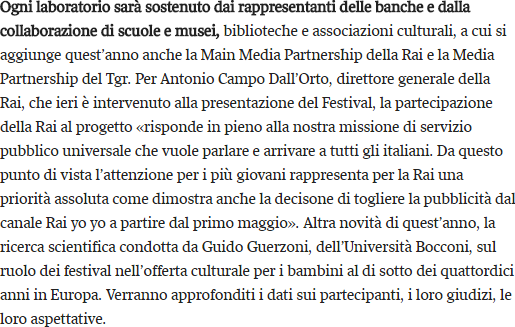 Ogni laboratorio sarà sostenuto dai rappresentanti delle banche e dalla
collaborazione di scuole e musei, biblioteche e associazioni culturali, a cui si
aggiunge quest'anno anche la Main Media Partnership della Rai e la Media
Partnership del Tgr. Per Antonio Campo Dall'Orto, direttore generale della
Rai, che ieri è intervenuto alla presentazione del Festival, la partecipazione
della Rai al progetto «risponde in pieno alla nostra missione di servizio
pubblico universale che vuole parlare e arrivare a tutti gli italiani. Da questo
punto di vista l'attenzione per i più giovani rappresenta per la Rai una
priorità assoluta come dimostra anche la decisone di togliere la pubblicità dal
canale Rai yo yo a partire dal primo maggio». Altra novità di quest'anno, la
ricerca scientifica condotta da Guido Guerzoni, dell'Università Bocconi, sul
ruolo dei festival nell'offerta culturale per i bambini al di sotto dei quattordici
anni in Europa. Verranno approfonditi i dati sui partecipanti, i loro giudizi, le
loro aspettative.